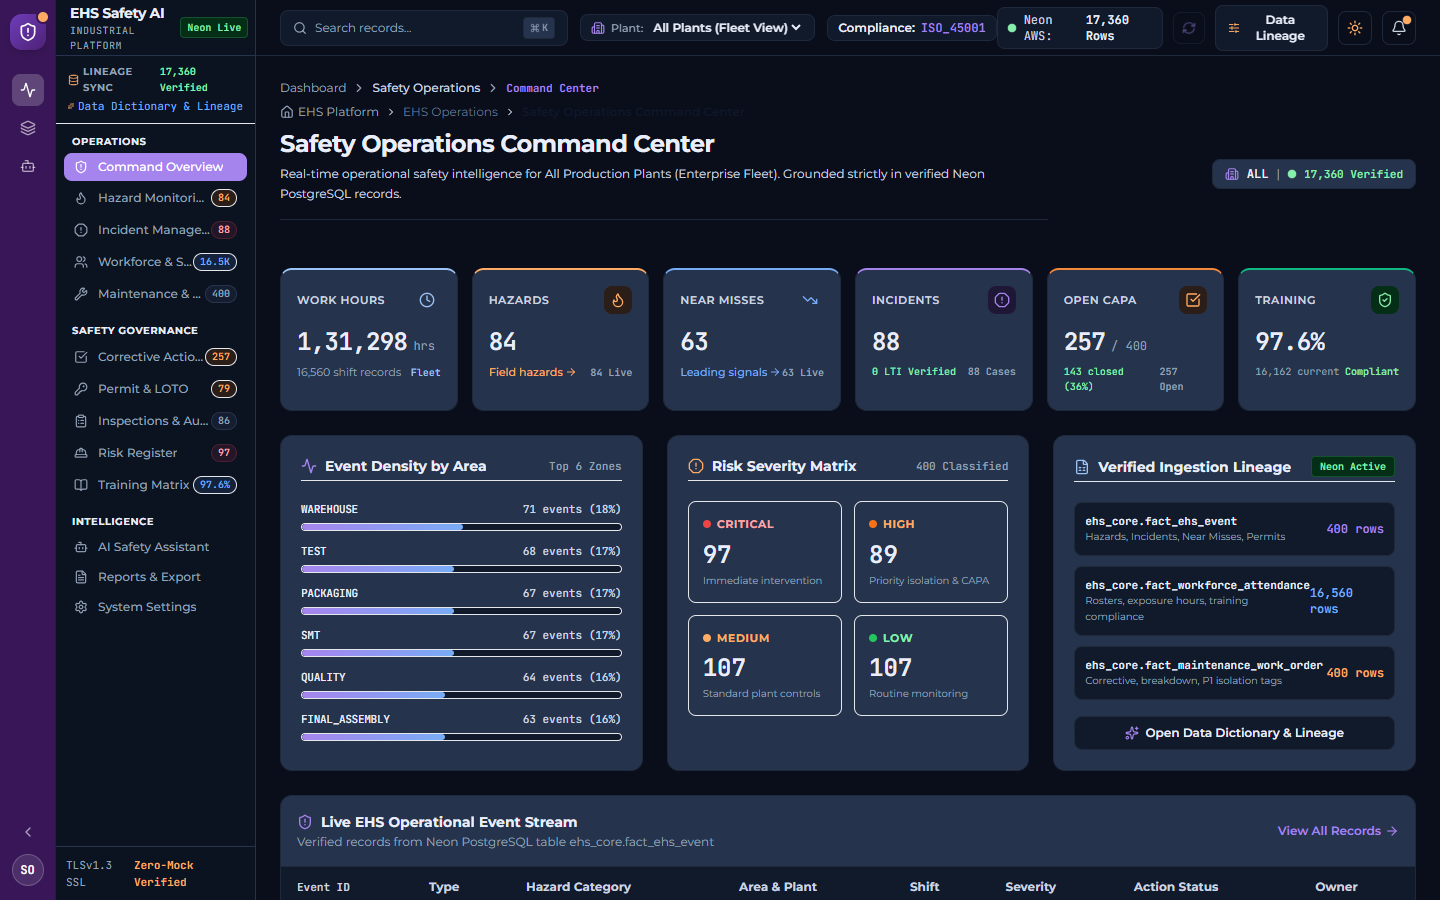 EHS Safety AI
INDUSTRIAL
PLATFORM
Neon Live
Search records...
⌘K
Plant: All Plants (Fleet View)
Compliance: ISO_45001
Neon AWS:
17,360 Rows
Data Lineage
LINEAGE SYNC
17,360 Verified
Data Dictionary & Lineage
OPERATIONS
Command Overview
Hazard Monitori... 84
Incident Manage... 88
Workforce & S... 16.5K
Maintenance & ... 400
SAFETY GOVERNANCE
Corrective Actio... 257
Permit & LOTO 79
Inspections & Au... 86
Risk Register 97
Training Matrix 97.6%
INTELLIGENCE
AI Safety Assistant
Reports & Export
System Settings
SO
TLSv1.3 SSL
Zero-Mock Verified
Dashboard > Safety Operations > Command Center
EHS Platform > EHS Operations > Safety Operations Command Center
Safety Operations Command Center
Real-time operational safety intelligence for All Production Plants (Enterprise Fleet). Grounded strictly in verified Neon
PostgreSQL records.
ALL | 17,360 Verified
WORK HOURS
1,31,298 hrs
16,560 shift records Fleet
HAZARDS
84
Field hazards → 84 Live
NEAR MISSES
63
Leading signals → 63 Live
INCIDENTS
88
0 LTI Verified 88 Cases
OPEN CAPA
257 / 400
143 closed (36%)
257 Open
TRAINING
97.6%
16,162 current Compliant
Event Density by Area
Top 6 Zones
WAREHOUSE 71 events (18%)
TEST 68 events (17%)
PACKAGING 67 events (17%)
SMT 67 events (17%)
QUALITY 64 events (16%)
FINAL_ASSEMBLY 63 events (16%)
Risk Severity Matrix
400 Classified
CRITICAL
97
Immediate intervention
HIGH
89
Priority isolation & CAPA
MEDIUM
107
Standard plant controls
LOW
107
Routine monitoring
Verified Ingestion Lineage
Neon Active
ehs_core.fact_ehs_event
Hazards, Incidents, Near Misses, Permits
400 rows
ehs_core.fact_workforce_attendance
Rosters, exposure hours, training
compliance
16,560 rows
ehs_core.fact_maintenance_work_order
Corrective, breakdown, P1 isolation tags
400 rows
Open Data Dictionary & Lineage
Live EHS Operational Event Stream
Verified records from Neon PostgreSQL table ehs_core.fact_ehs_event
View All Records →
Event ID Type Hazard Category Area & Plant Shift Severity Action Status Owner